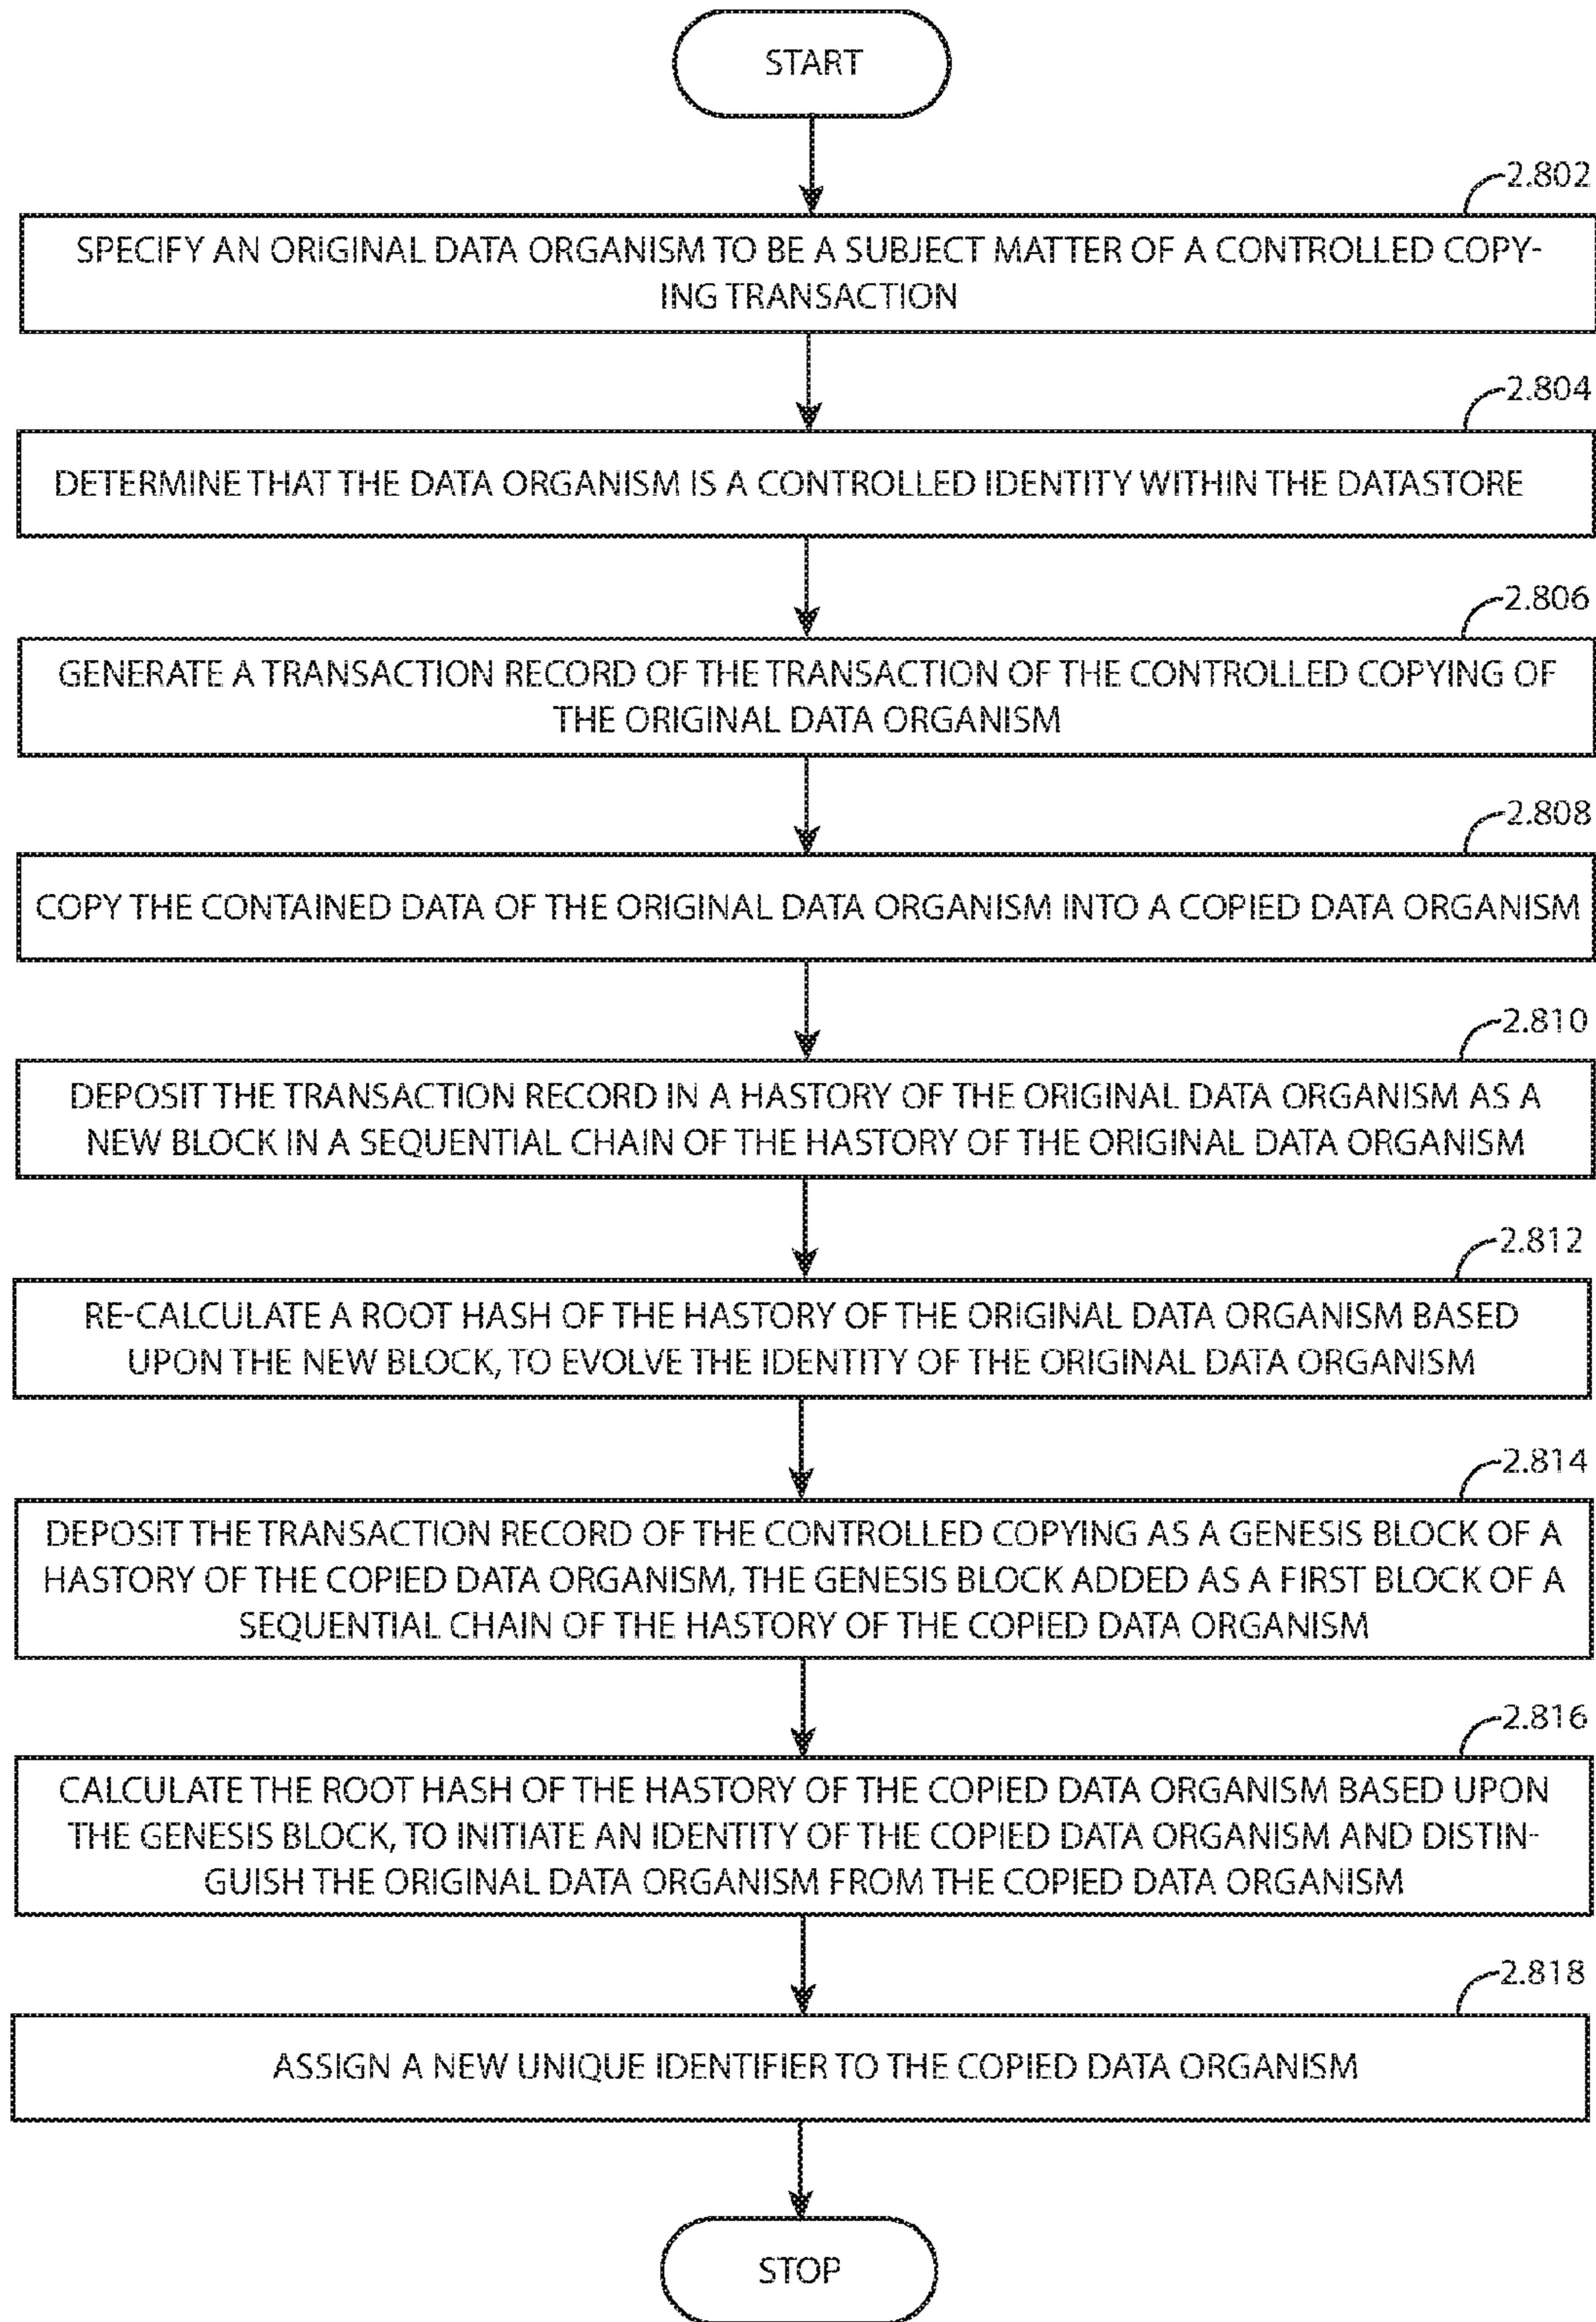 START
2.802
SPECIFY AN ORIGINAL DATA ORGANISM TO BE A SUBJECT MATTER OF A CONTROLLED COPY-
ING TRANSACTION
2.804
DETERMINE THAT THE DATA ORGANISM IS A CONTROLLED IDENTITY WITHIN THE DATASTORE
2.806
GENERATE A TRANSACTION RECORD OF THE TRANSACTION OF THE CONTROLLED COPYING OF
THE ORIGINAL DATA ORGANISM
2.808
COPY THE CONTAINED DATA OF THE ORIGINAL DATA ORGANISM INTO A COPIED DATA ORGANISM
2.810
DEPOSIT THE TRANSACTION RECORD IN A HASTORY OF THE ORIGINAL DATA ORGANISM AS A
NEW BLOCK IN A SEQUENTIAL CHAIN OF THE HASTORY OF THE ORIGINAL DATA ORGANISM
2.812
RE-CALCULATE A ROOT HASH OF THE HASTORY OF THE ORIGINAL DATA ORGANISM BASED
UPON THE NEW BLOCK, TO EVOLVE THE IDENTITY OF THE ORIGINAL DATA ORGANISM
2.814
DEPOSIT THE TRANSACTION RECORD OF THE CONTROLLED COPYING AS A GENESIS BLOCK OF A
HASTORY OF THE COPIED DATA ORGANISM, THE GENESIS BLOCK ADDED AS A FIRST BLOCK OF A
SEQUENTIAL CHAIN OF THE HASTORY OF THE COPIED DATA ORGANISM
2.816
CALCULATE THE ROOT HASH OF THE HASTORY OF THE COPIED DATA ORGANISM BASED UPON
THE GENESIS BLOCK, TO INITIATE AN IDENTITY OF THE COPIED DATA ORGANISM AND DISTIN-
GUISH THE ORIGINAL DATA ORGANISM FROM THE COPIED DATA ORGANISM
2.818
ASSIGN A NEW UNIQUE IDENTIFIER TO THE COPIED DATA ORGANISM
STOP